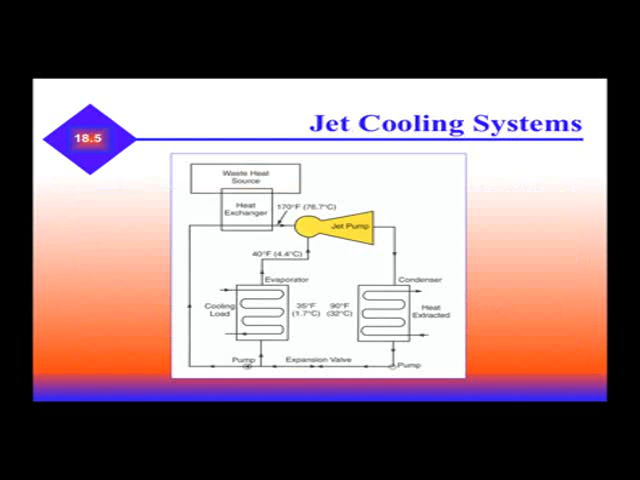 18.5
Jet Cooling Systems
Waste Heat
Source
Heat
Exchanger
170°F (76.7°C)
Jet Pump
40°F (4.4°C)
Evaporator
Condenser
Cooling
Load
35°F
(1.7°C)
90°F
(32°C)
Heat
Extracted
Pump
Expansion Valve
Pump